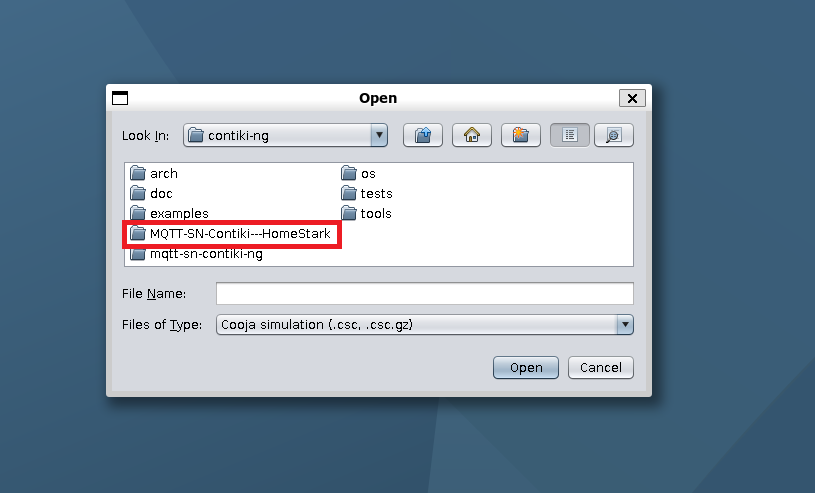 Open
Look In: contiki-ng
arch
doc
examples
MQTT-SN-Contiki---HomeStark
mqtt-sn-contiki-ng
os
tests
tools
File Name:
Files of Type: Cooja simulation (.csc, .csc.gz)
Open Cancel